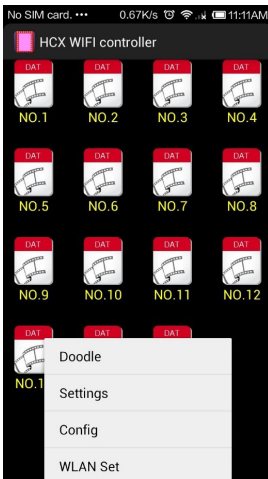 No SIM card. ••• 0.67K/s 11:11AM
HCX WIFI controller
DAT DAT DAT DAT
NO.1 NO.2 NO.3 NO.4
DAT DAT DAT DAT
NO.5 NO.6 NO.7 NO.8
DAT DAT DAT DAT
NO.9 NO.10 NO.11 NO.12
DAT DAT DAT
NO.1
Doodle
Settings
Config
WLAN Set